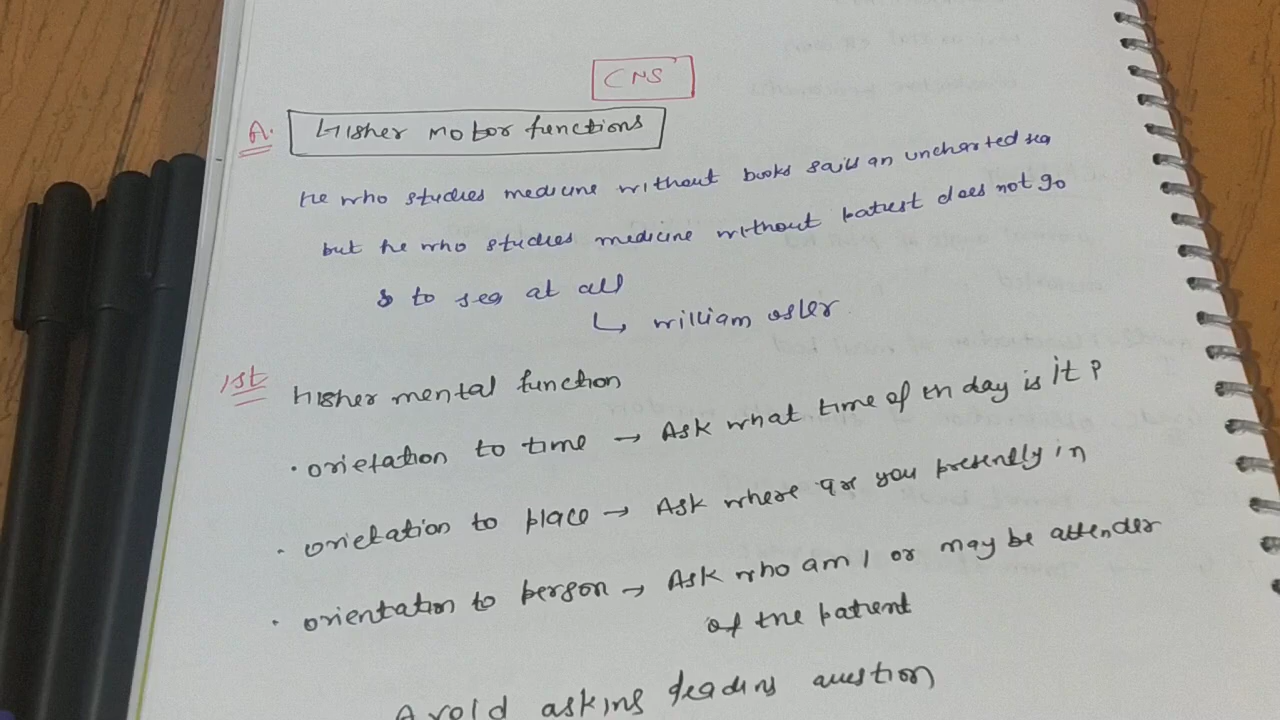 CNS
A. Higher motor functions
He who studies medicine without books sails an uncharted sea
but he who studies medicine without patient does not go
to sea at all
↳ William osler
1st Higher mental function
• orietation to time → Ask what time of th day is it ?
• orietation to place → Ask where are you presently in
• orientation to person → Ask who am I or may be attender
of the patient
Avoid asking leading question